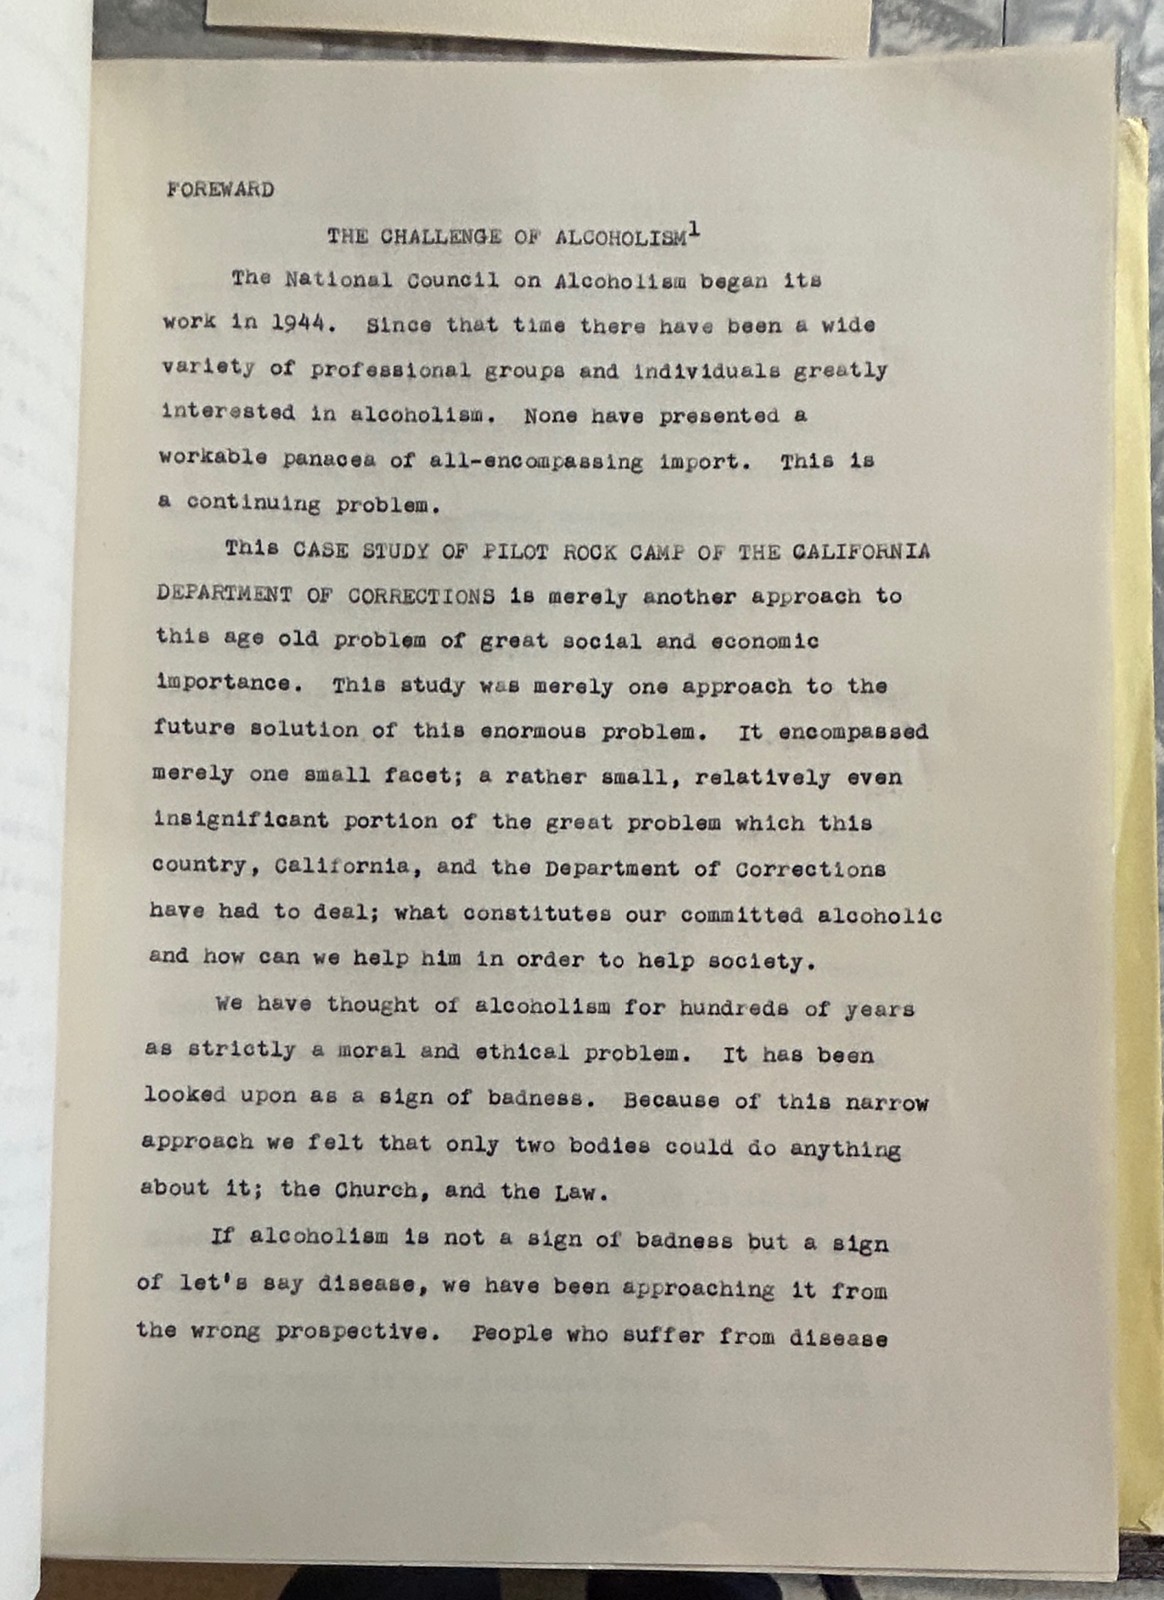 FOREWARD
THE CHALLENGE OF ALCOHOLISM1
The National Council on Alcoholism began its
work in 1944. Since that time there have been a wide
variety of professional groups and individuals greatly
interested in alcoholism. None have presented a
workable panacea of all-encompassing import. This is
a continuing problem.
This CASE STUDY OF PILOT ROCK CAMP OF THE CALIFORNIA
DEPARTMENT OF CORRECTIONS is merely another approach to
this age old problem of great social and economic
importance. This study was merely one approach to the
future solution of this enormous problem. It encompassed
merely one small facet; a rather small, relatively even
insignificant portion of the great problem which this
country, California, and the Department of Corrections
have had to deal; what constitutes our committed alcoholic
and how can we help him in order to help society.
We have thought of alcoholism for hundreds of years
as strictly a moral and ethical problem. It has been
looked upon as a sign of badness. Because of this narrow
approach we felt that only two bodies could do anything
about it; the Church, and the Law.
If alcoholism is not a sign of badness but a sign
of let's say disease, we have been approaching it from
the wrong prospective. People who suffer from disease